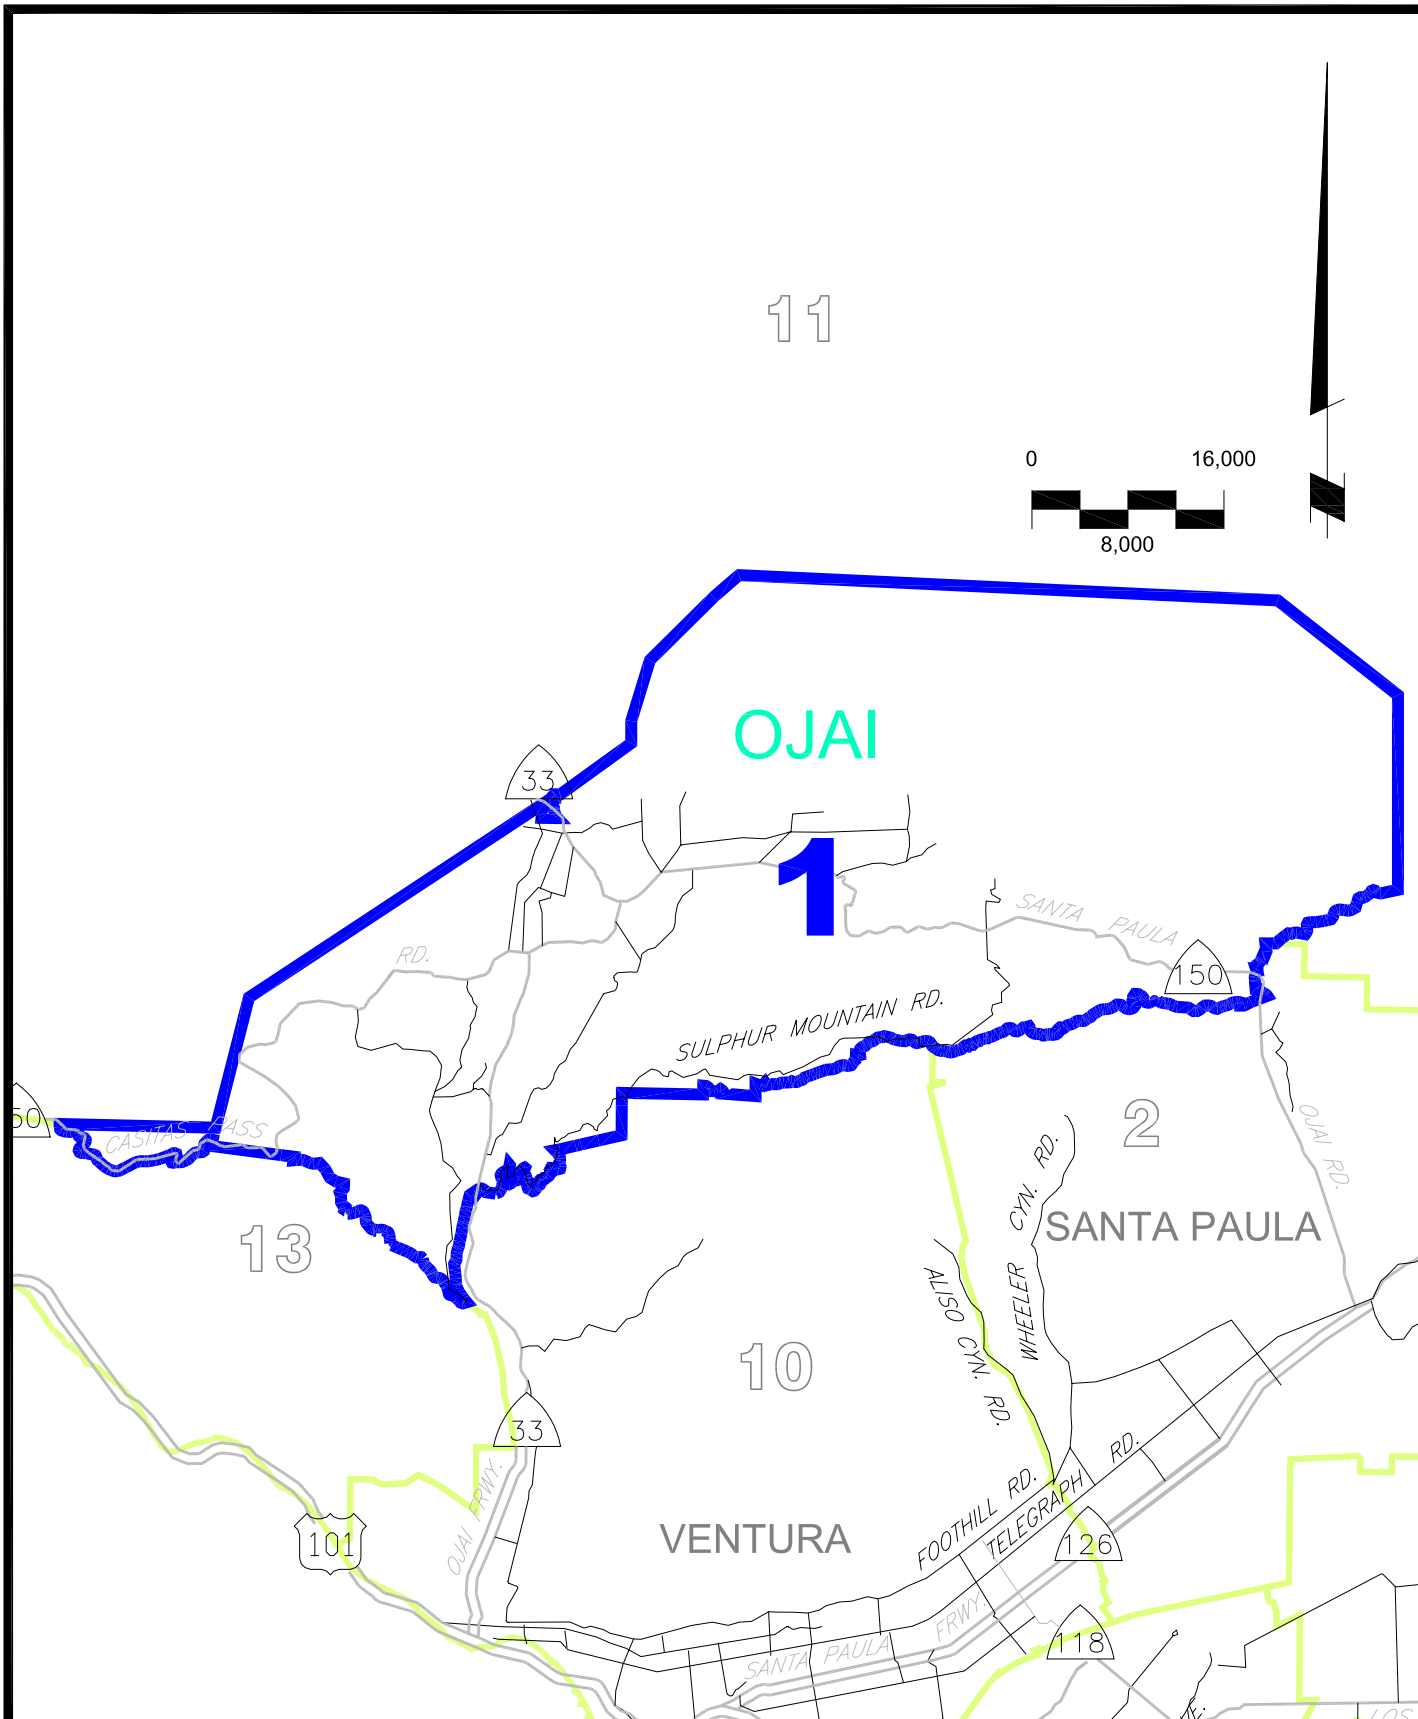 11
0 16,000
8,000
OJAI
33
1
SANTA PAULA
RD.
150
SULPHUR MOUNTAIN RD.
50
CASITAS PASS
2
OJAI RD.
WHEELER CYN. RD.
SANTA PAULA
13
ALISO CYN. RD.
10
33
OJAI FRWY.
FOOTHILL RD.
TELEGRAPH RD.
101
VENTURA
126
118
SANTA PAULA FRWY.
LOS